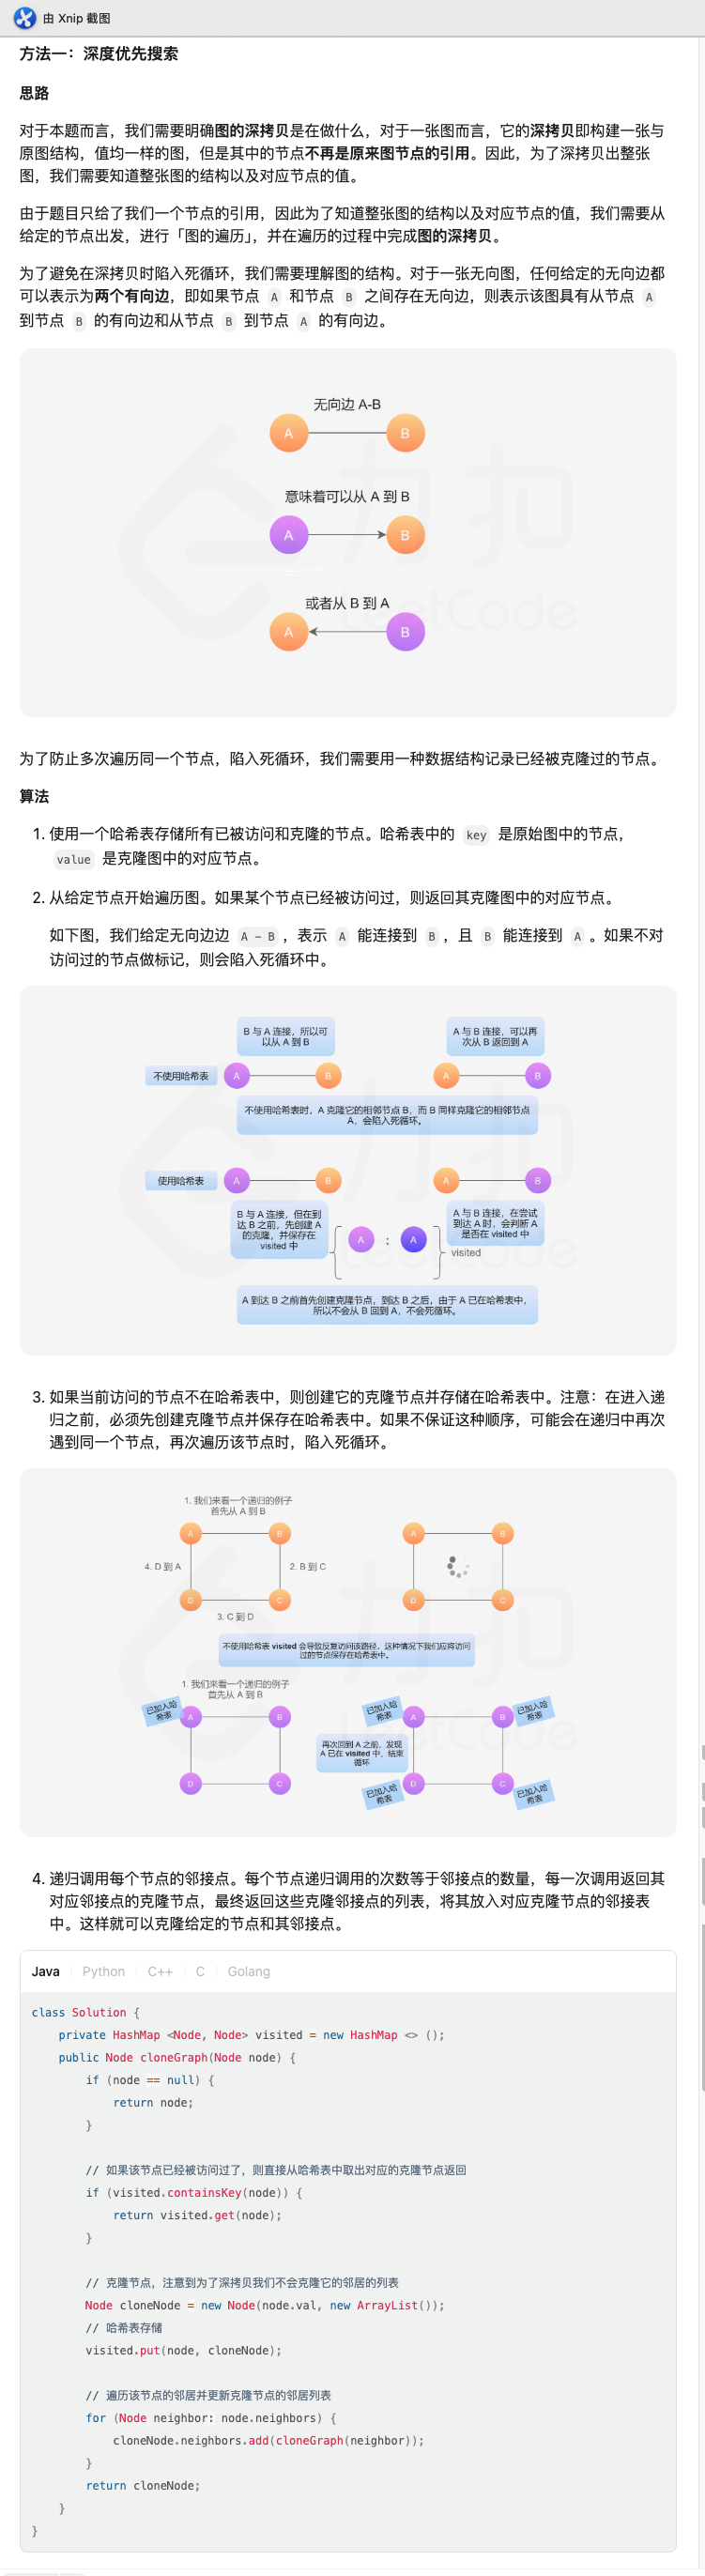 由 Xnip 截图
方法一：深度优先搜索
思路
对于本题而言，我们需要明确图的深拷贝是在做什么，对于一张图而言，它的深拷贝即构建一张与
原图结构，值均一样的图，但是其中的节点不再是原来图节点的引用。因此，为了深拷贝出整张
图，我们需要知道整张图的结构以及对应节点的值。
由于题目只给了我们一个节点的引用，因此为了知道整张图的结构以及对应节点的值，我们需要从
给定的节点出发，进行「图的遍历」，并在遍历的过程中完成图的深拷贝。
为了避免在深拷贝时陷入死循环，我们需要理解图的结构。对于一张无向图，任何给定的无向边都
可以表示为两个有向边，即如果节点 A 和节点 B 之间存在无向边，则表示该图具有从节点 A
到节点 B 的有向边和从节点 B 到节点 A 的有向边。
无向边 A-B
A B
意味着可以从 A 到 B
A B
或者从 B 到 A
A B
力扣
LeetCode
为了防止多次遍历同一个节点，陷入死循环，我们需要用一种数据结构记录已经被克隆过的节点。
算法
1. 使用一个哈希表存储所有已被访问和克隆的节点。哈希表中的 key 是原始图中的节点，
value 是克隆图中的对应节点。
2. 从给定节点开始遍历图。如果某个节点已经被访问过，则返回其克隆图中的对应节点。
如下图，我们给定无向边边 A - B，表示 A 能连接到 B，且 B 能连接到 A。如果不对
访问过的节点做标记，则会陷入死循环中。
B 与 A 连接，所以可
以从 A 到 B
A 与 B 连接，可以再
次从 B 返回到 A
不使用哈希表 A B A B
不使用哈希表时，A 克隆它的相邻节点 B，而 B 同样克隆它的相邻节点
A，会陷入死循环。
使用哈希表 A B A B
B 与 A 连接，但在到
达 B 之前，先创建 A
的克隆，并保存在
visited 中
A : A
visited
A 与 B 连接，在尝试
到达 A 时，会判断 A
是否在 visited 中
A 到达 B 之前首先创建克隆节点，到达 B 之后，由于 A 已在哈希表中，
所以不会从 B 回到 A，不会死循环。
力扣
LeetCode
3. 如果当前访问的节点不在哈希表中，则创建它的克隆节点并存储在哈希表中。注意：在进入递
归之前，必须先创建克隆节点并保存在哈希表中。如果不保证这种顺序，可能会在递归中再次
遇到同一个节点，再次遍历该节点时，陷入死循环。
1. 我们来看一个递归的例子
首先从 A 到 B
A B A B
4. D 到 A 2. B 到 C
D C D C
3. C 到 D
不使用哈希表 visited 会导致反复访问该路径，这种情况下我们应将访问
过的节点保存在哈希表中。
1. 我们来看一个递归的例子
首先从 A 到 B
已加入哈
希表
A B
已加入哈
希表
A B
已加入哈
希表
再次回到 A 之前，发现
A 已在 visited 中，结束
循环
D C D C
已加入哈
希表
已加入哈
希表
力扣
LeetCode
4. 递归调用每个节点的邻接点。每个节点递归调用的次数等于邻接点的数量，每一次调用返回其
对应邻接点的克隆节点，最终返回这些克隆邻接点的列表，将其放入对应克隆节点的邻接表
中。这样就可以克隆给定的节点和其邻接点。
Java Python C++ C Golang
class Solution {
private HashMap <Node, Node> visited = new HashMap <> ();
public Node cloneGraph(Node node) {
if (node == null) {
return node;
}
// 如果该节点已经被访问过了，则直接从哈希表中取出对应的克隆节点返回
if (visited.containsKey(node)) {
return visited.get(node);
}
// 克隆节点，注意到为了深拷贝我们不会克隆它的邻居的列表
Node cloneNode = new Node(node.val, new ArrayList());
// 哈希表存储
visited.put(node, cloneNode);
// 遍历该节点的邻居并更新克隆节点的邻居列表
for (Node neighbor: node.neighbors) {
cloneNode.neighbors.add(cloneGraph(neighbor));
}
return cloneNode;
}
}